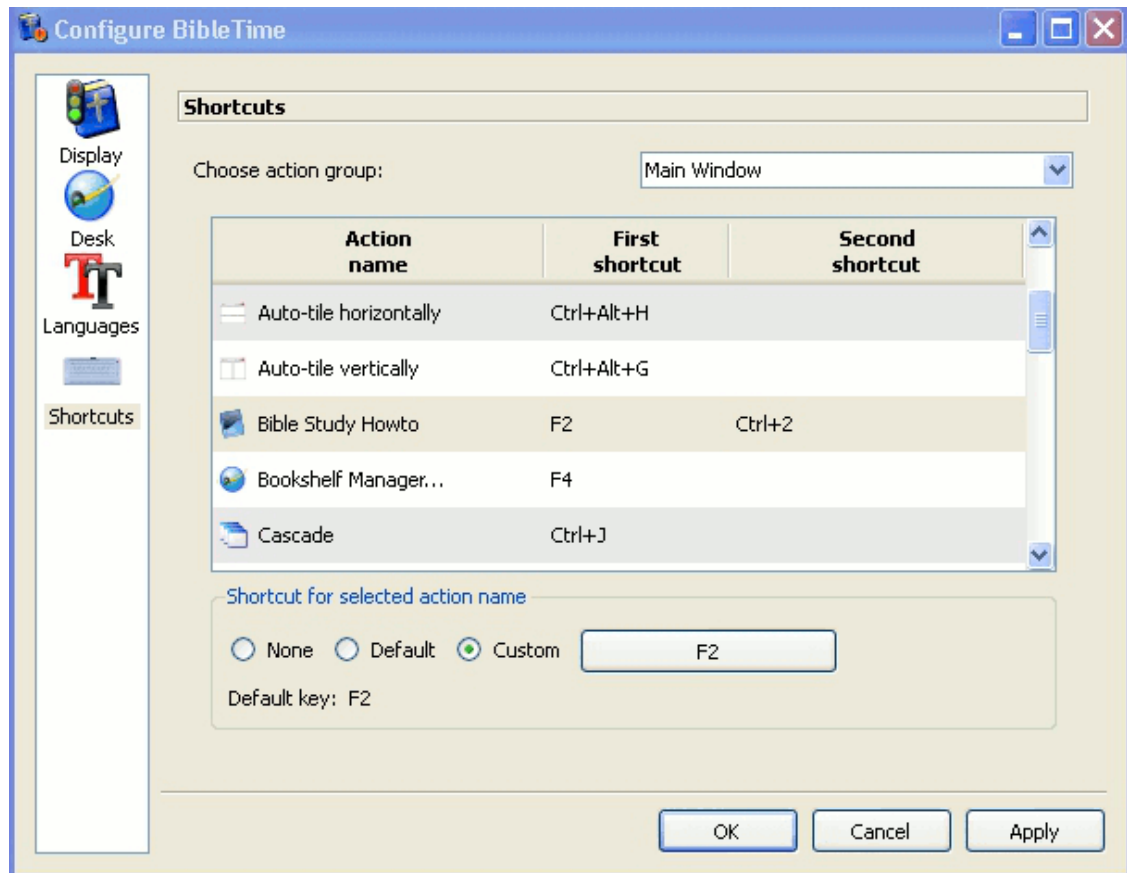 Configure BibleTime
Display
Desk
Languages
Shortcuts
Shortcuts
Choose action group: Main Window
Action name First shortcut Second shortcut
Auto-tile horizontally Ctrl+Alt+H
Auto-tile vertically Ctrl+Alt+G
Bible Study Howto F2 Ctrl+2
Bookshelf Manager... F4
Cascade Ctrl+J
Shortcut for selected action name
None Default Custom F2
Default key: F2
OK Cancel Apply